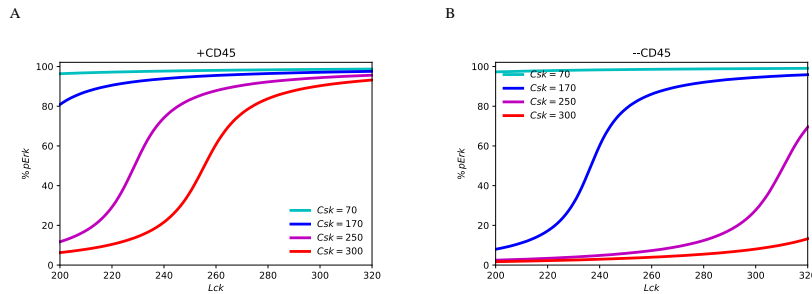 A
+CD45
% pErk
100
80
60
40
20
0
200
220
240
260
280
300
320
Lck
Csk = 70
Csk = 170
Csk = 250
Csk = 300
B
--CD45
% pErk
100
80
60
40
20
0
200
220
240
260
280
300
320
Lck
Csk = 70
Csk = 170
Csk = 250
Csk = 300